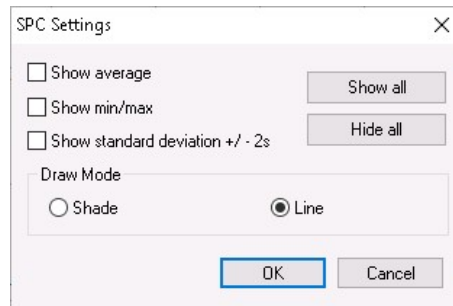 SPC Settings
Show average
Show min/max
Show standard deviation +/ - 2s
Show all
Hide all
Draw Mode
Shade
Line
OK
Cancel